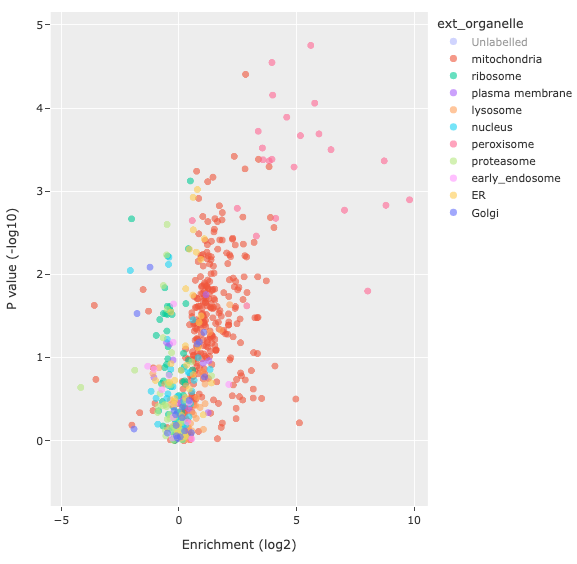 ext_organelle
Unlabelled
mitochondria
ribosome
plasma membrane
lysosome
nucleus
peroxisome
proteasome
early_endosome
ER
Golgi
P value (-log10)
5
4
3
2
1
0
−5
0
5
10
Enrichment (log2)